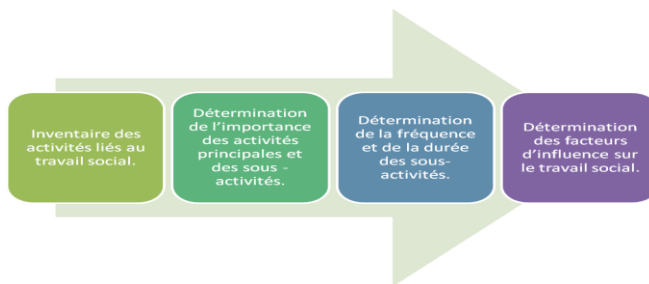 Inventaire des
activités liés au
travail social.
Détermination
de l'importance
des activités
principales et
des sous -
activités.
Détermination
de la fréquence
et de la durée
des sous-
activités.
Détermination
des facteurs
d'influence sur
le travail social.